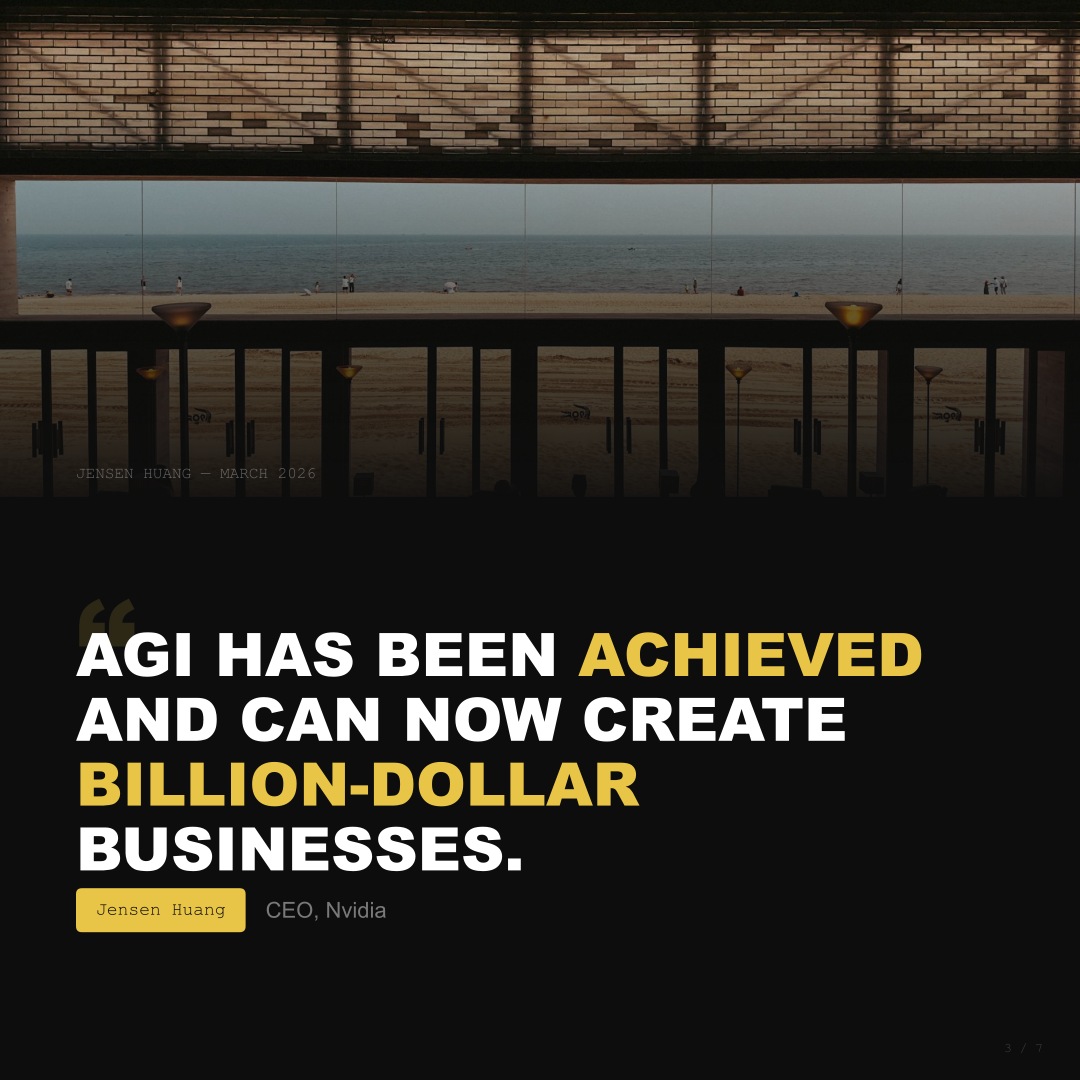 JENSEN HUANG — MARCH 2026
“
AGI HAS BEEN ACHIEVED
AND CAN NOW CREATE
BILLION-DOLLAR
BUSINESSES.
Jensen Huang CEO, Nvidia
3 / 7